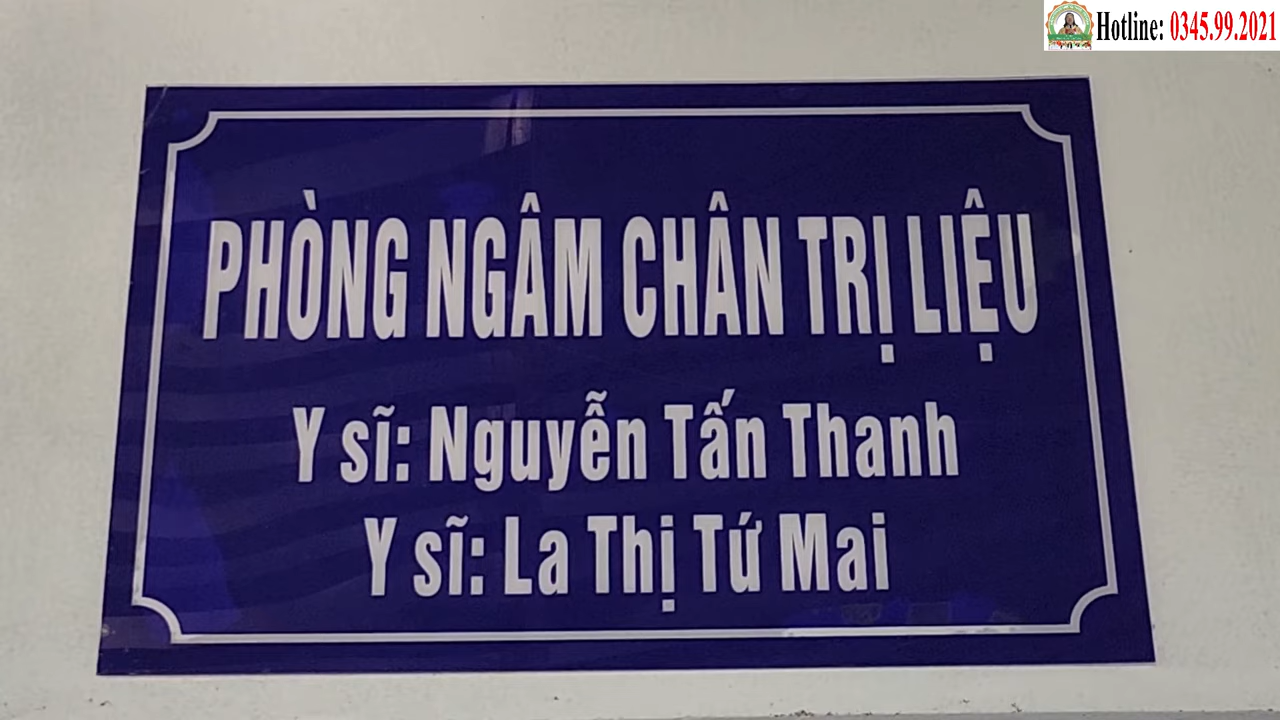 Hotline: 0345.99.2021
PHÒNG NGÂM CHÂN TRỊ LIỆU
Y sĩ: Nguyễn Tấn Thanh
Y sĩ: La Thị Tứ Mai